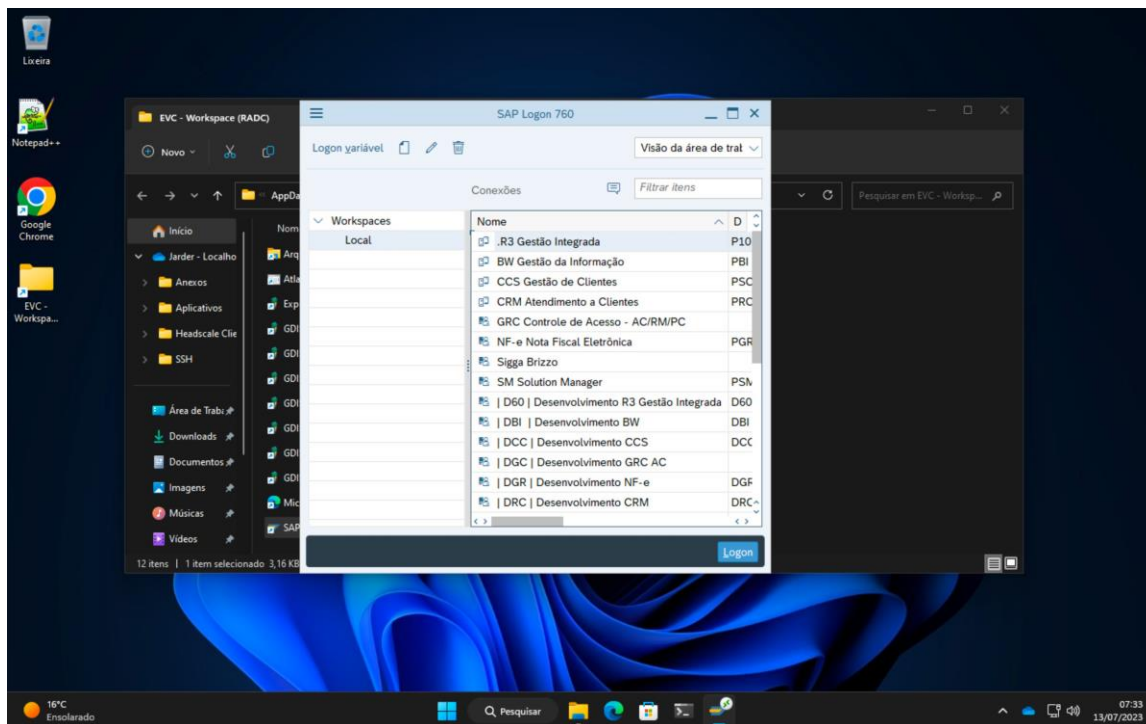 Lixeira
Notepad++
Google
Chrome
EVC -
Workspa...
EVC - Workspace (RADC)
Novo
AppDa
Pesquisar em EVC - Worksp...
Início
Jarder - Localho
Anexos
Aplicativos
Headscale Clie
SSH
Área de Traba
Downloads
Documentos
Imagens
Músicas
Vídeos
Nom
Arq
Atla
Exp
GDI
GDI
GDI
GDI
GDI
GDI
GDI
Mic
SAP
12 itens | 1 item selecionado 3,16 KB
SAP Logon 760
Logon variável
Visão da área de trat
Conexões
Filtrar itens
Workspaces
Local
Nome D
.R3 Gestão Integrada P10
BW Gestão da Informação PBI
CCS Gestão de Clientes PSC
CRM Atendimento a Clientes PRC
GRC Controle de Acesso - AC/RM/PC
NF-e Nota Fiscal Eletrônica PGR
Sigga Brizzo
SM Solution Manager PSM
| D60 | Desenvolvimento R3 Gestão Integrada D60
| DBI | Desenvolvimento BW DBI
| DCC | Desenvolvimento CCS DCC
| DGC | Desenvolvimento GRC AC
| DGR | Desenvolvimento NF-e DGR
| DRC | Desenvolvimento CRM DRC
Logon
16°C
Ensolarado
Pesquisar
07:33
13/07/2023